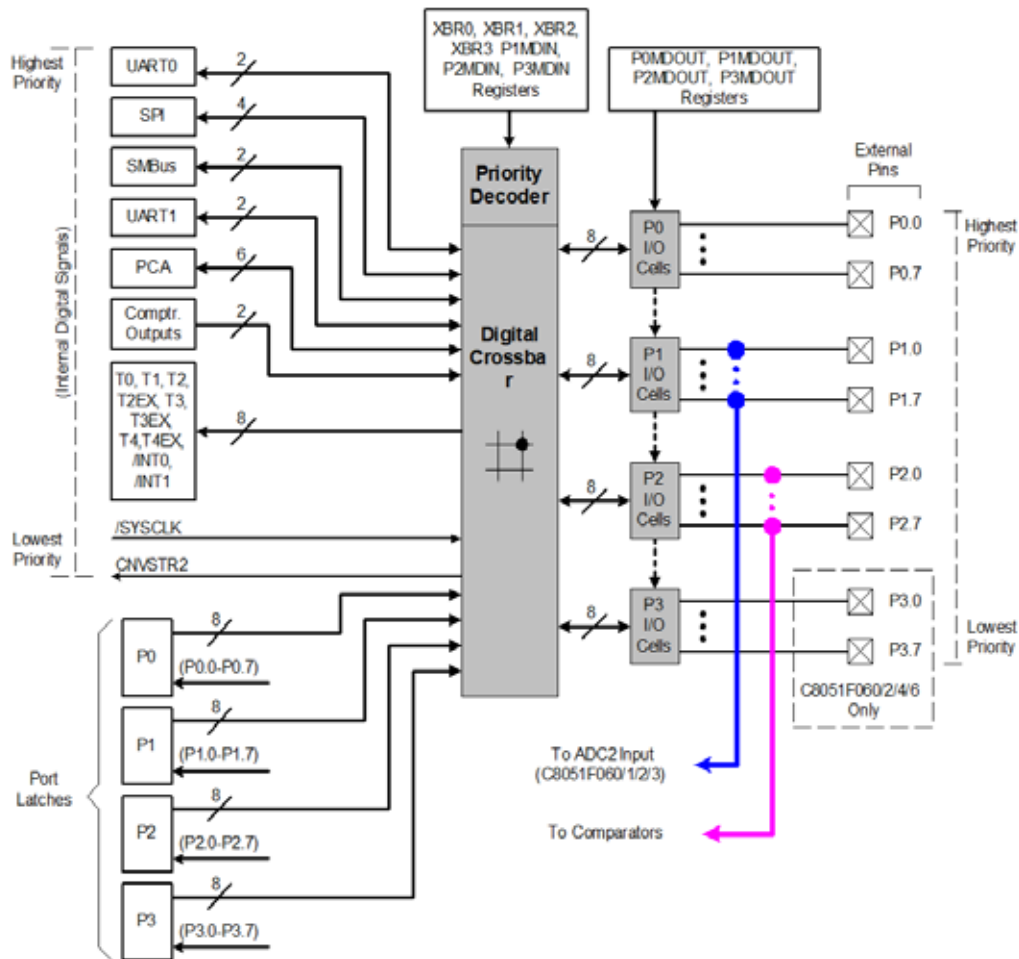 XBR0, XBR1, XBR2,
XBR3 P1MDIN,
P2MDIN, P3MDIN
Registers
P0MDOUT, P1MDOUT,
P2MDOUT, P3MDOUT
Registers
Highest
Priority
UART0
2
SPI
4
SMBus
2
UART1
2
PCA
6
Comptr.
Outputs
2
T0, T1, T2,
T2EX, T3,
T3EX,
T4,T4EX,
/INT0,
/INT1
8
(Internal Digital Signals)
Lowest
Priority
/SYSCLK
CNVSTR2
Priority
Decoder
Digital
Crossba
r
External
Pins
8
P0
I/O
Cells
P0.0
P0.7
Highest
Priority
8
P1
I/O
Cells
P1.0
P1.7
8
P2
I/O
Cells
P2.0
P2.7
8
P3
I/O
Cells
P3.0
P3.7
Lowest
Priority
C8051F060/2/4/6
Only
To ADC2 Input
(C8051F060/1/2/3)
To Comparators
Port
Latches
P0
8
(P0.0-P0.7)
P1
8
(P1.0-P1.7)
P2
8
(P2.0-P2.7)
P3
8
(P3.0-P3.7)